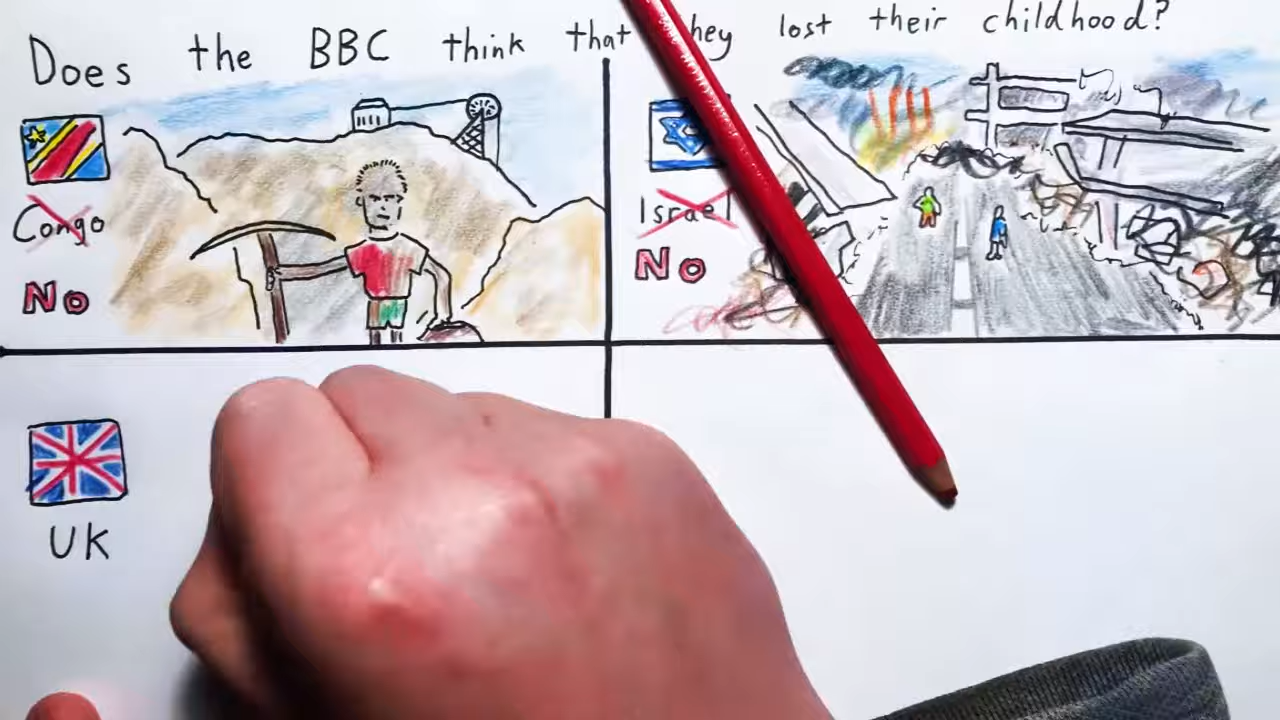 Does the BBC think that they lost their childhood?
Congo
No
Israel
No
UK